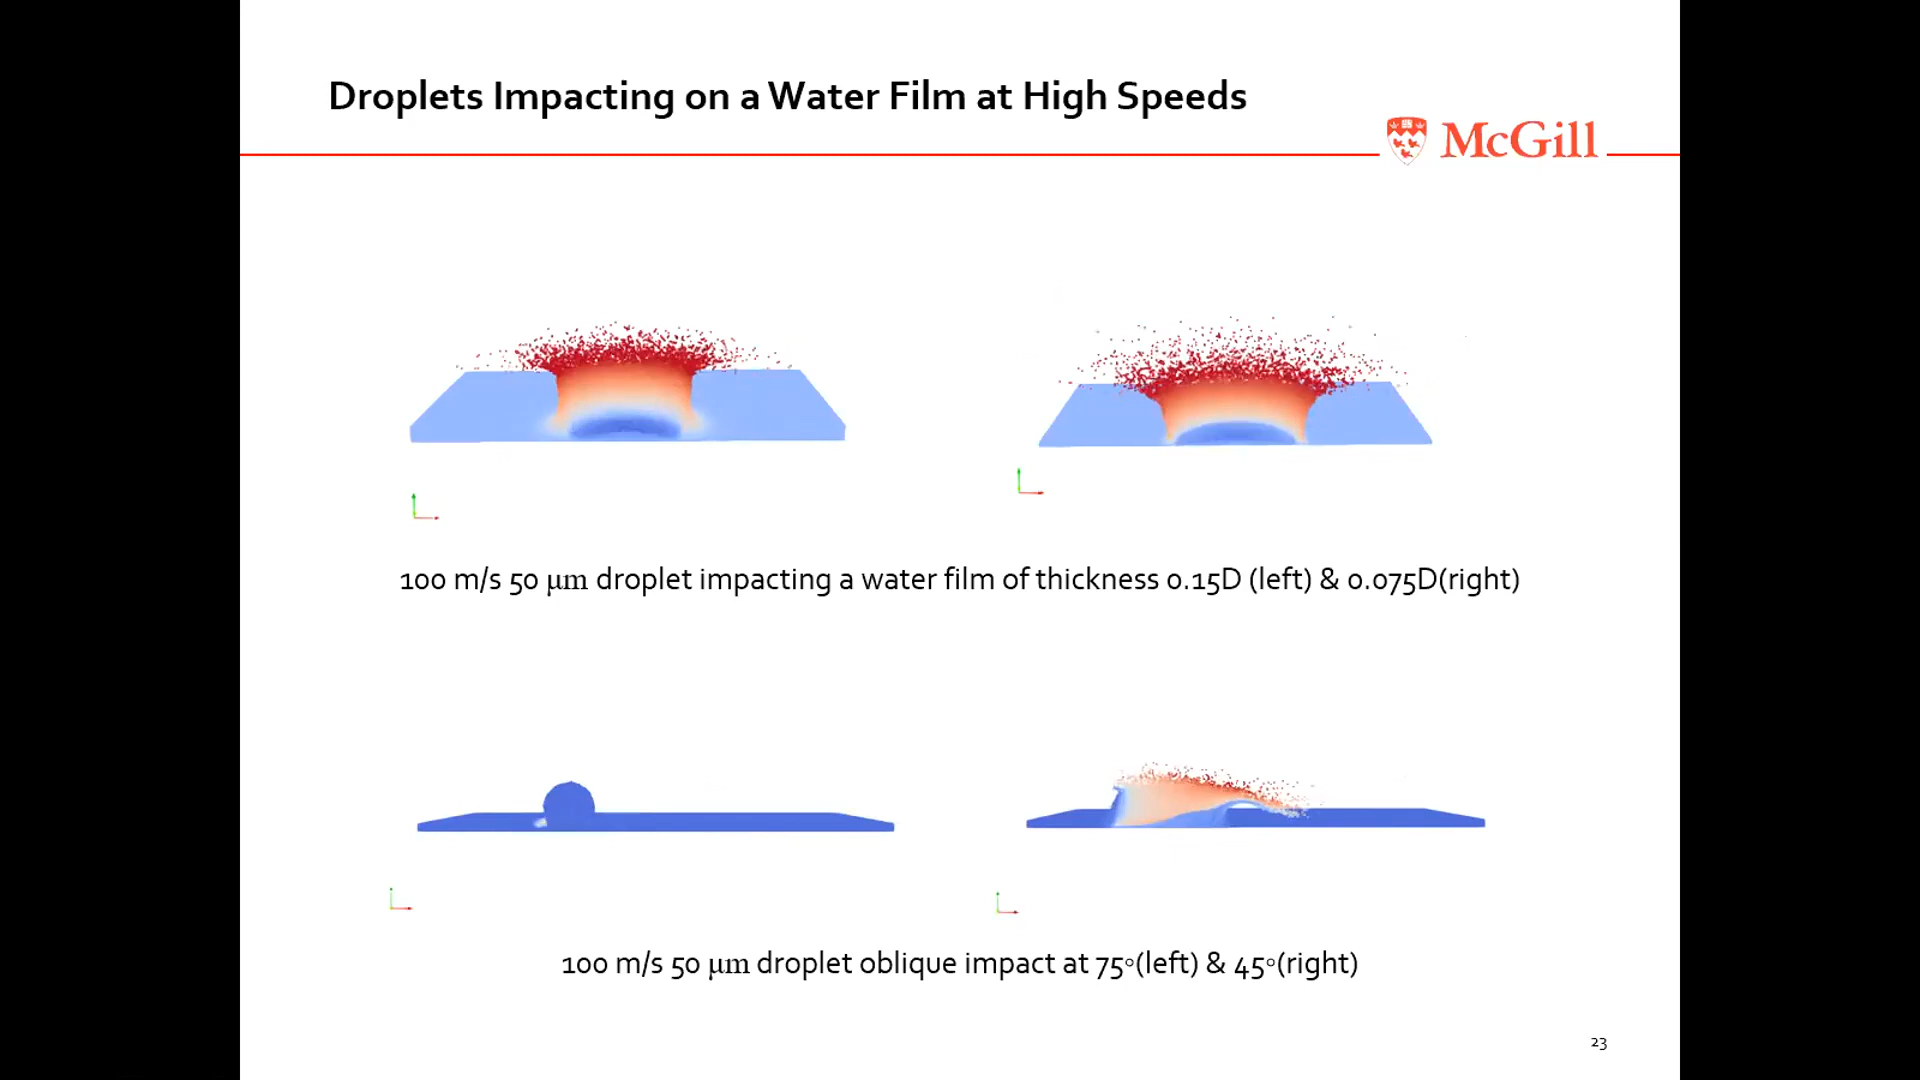 Droplets Impacting on a Water Film at High Speeds
McGill
100 m/s 50 μm droplet impacting a water film of thickness 0.15D (left) & 0.075D(right)
100 m/s 50 μm droplet oblique impact at 75°(left) & 45°(right)
23